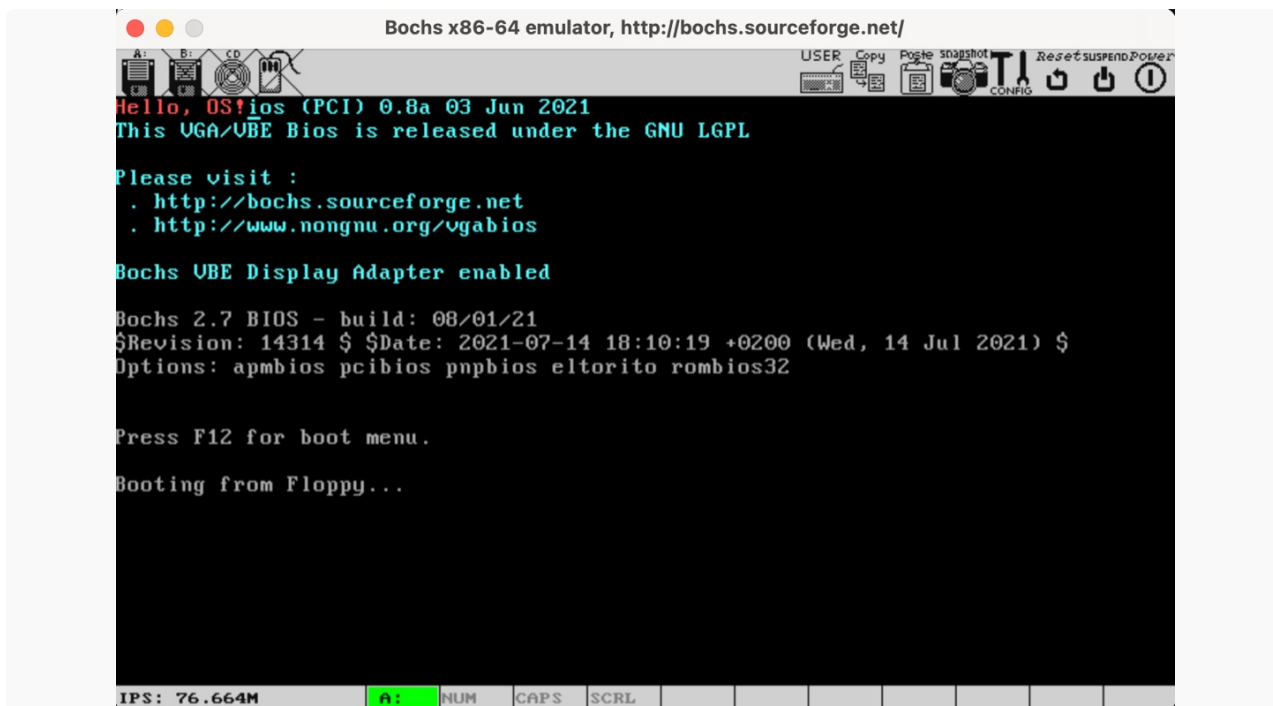 Bochs x86-64 emulator, http://bochs.sourceforge.net/
A: B: CD USER Copy Poste snapshot CONFIG Reset SUSPEND Power
Hello, OS!ios (PCI) 0.8a 03 Jun 2021
This VGA/VBE Bios is released under the GNU LGPL
Please visit :
. http://bochs.sourceforge.net
. http://www.nongnu.org/vgabios
Bochs VBE Display Adapter enabled
Bochs 2.7 BIOS - build: 08/01/21
$Revision: 14314 $ $Date: 2021-07-14 18:10:19 +0200 (Wed, 14 Jul 2021) $
Options: apmbios pcibios pnpbios eltorito rombios32
Press F12 for boot menu.
Booting from Floppy...
IPS: 76.664M A: NUM CAPS SCRL